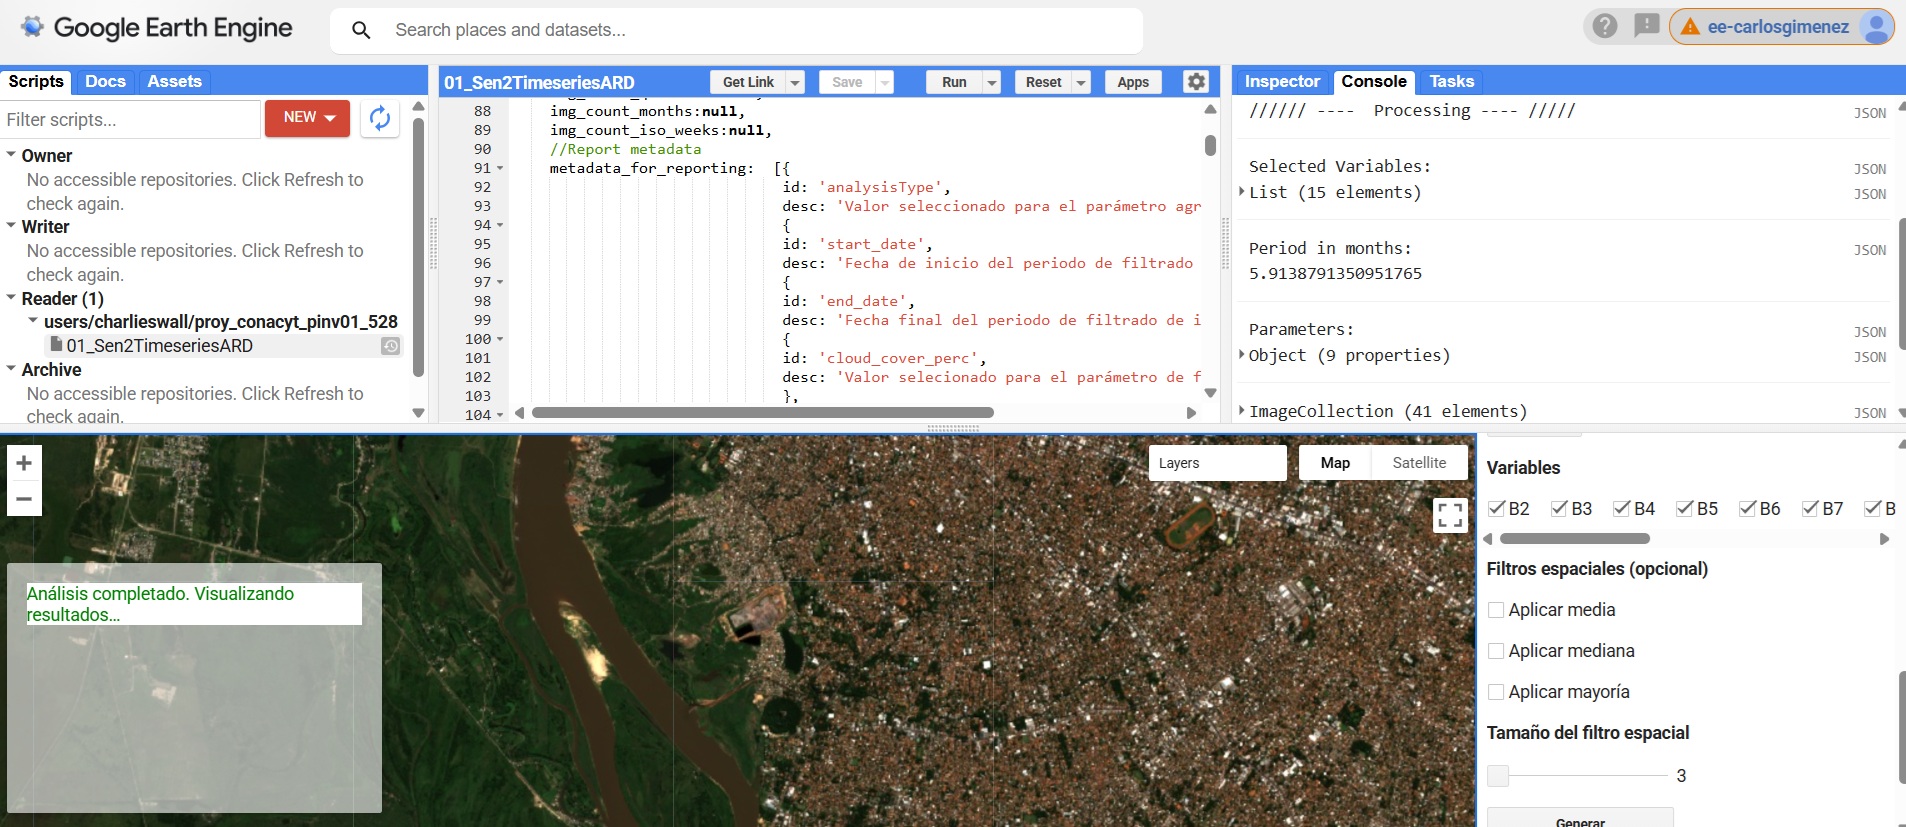 Google Earth Engine
Search places and datasets...
ee-carlosgimenez
Scripts Docs Assets
Filter scripts...
NEW
Owner
No accessible repositories. Click Refresh to
check again.
Writer
No accessible repositories. Click Refresh to
check again.
Reader (1)
users/charlieswall/proy_conacyt_pinv01_528
01_Sen2TimeseriesARD
Archive
No accessible repositories. Click Refresh to
check again.
01_Sen2TimeseriesARD
Get Link Save Run Reset Apps
88 img_count_months:null,
89 img_count_iso_weeks:null,
90 //Report metadata
91 metadata_for_reporting: [{
92 id: 'analysisType',
93 desc: 'Valor seleccionado para el parámetro agr
94 {
95 id: 'start_date',
96 desc: 'Fecha de inicio del periodo de filtrado
97 {
98 id: 'end_date',
99 desc: 'Fecha final del periodo de filtrado de i
100 {
101 id: 'cloud_cover_perc',
102 desc: 'Valor selecionado para el parámetro de f
103 },
104
Inspector Console Tasks
////// ---- Processing ---- ///// JSON
Selected Variables: JSON
List (15 elements) JSON
Period in months: JSON
5.9138791350951765
Parameters: JSON
Object (9 properties) JSON
ImageCollection (41 elements) JSON
Layers
Map Satellite
Análisis completado. Visualizando
resultados...
Variables
B2 B3 B4 B5 B6 B7 B
Filtros espaciales (opcional)
Aplicar media
Aplicar mediana
Aplicar mayoría
Tamaño del filtro espacial
3
Generar